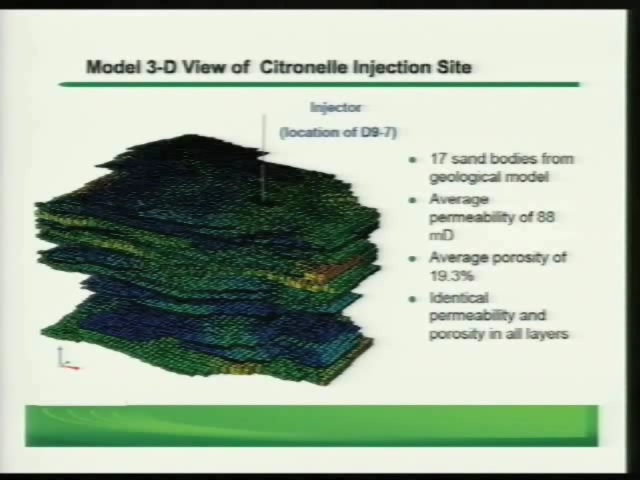 Model 3-D View of Citronelle Injection Site
Injector
(location of D9-7)
17 sand bodies from
geological model
Average
permeability of 88
mD
Average porosity of
19.3%
Identical
permeability and
porosity in all layers